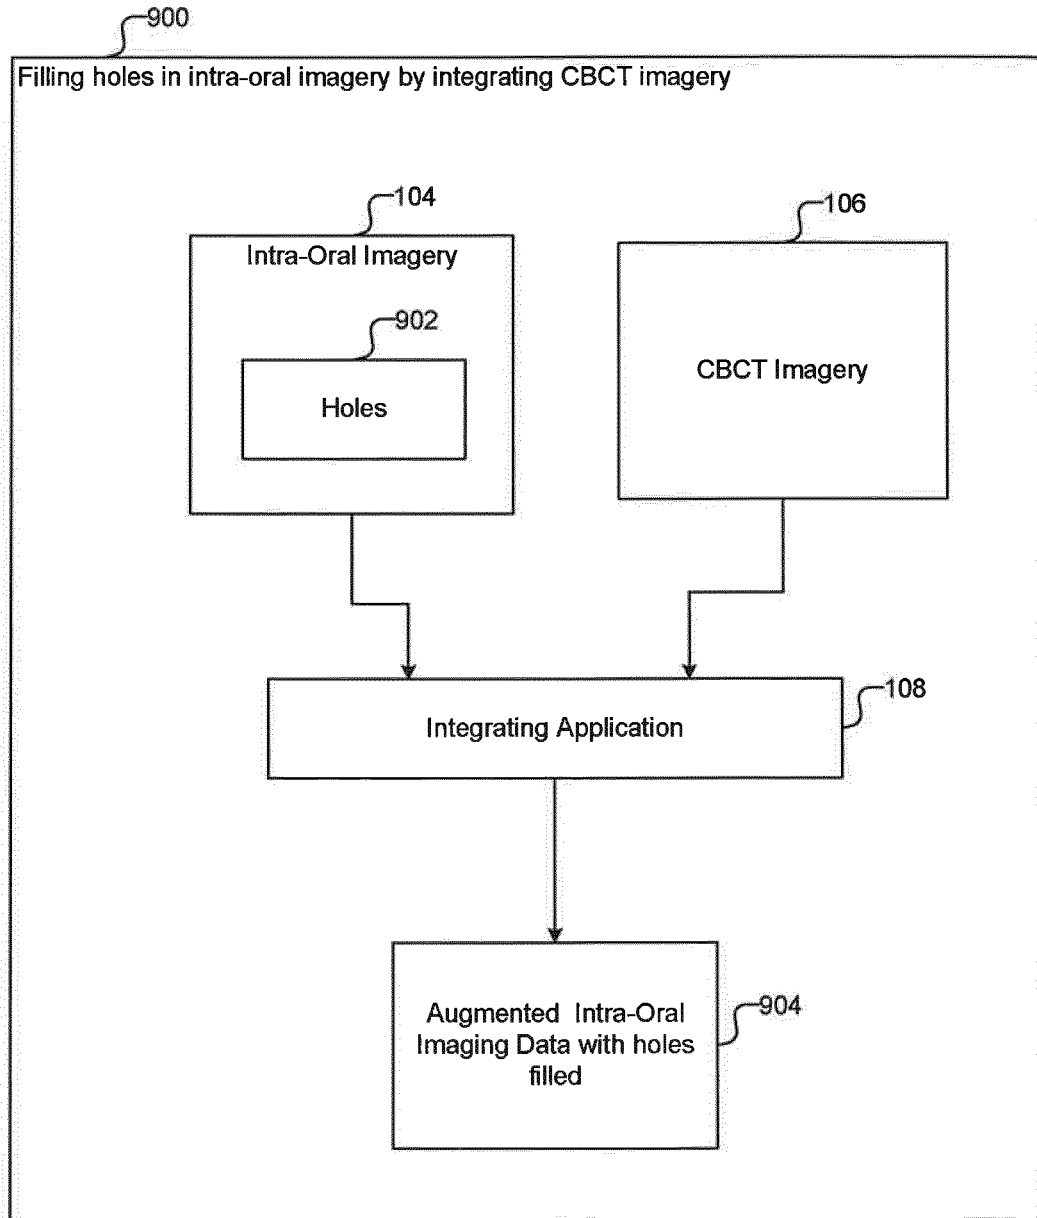 900
Filling holes in intra-oral imagery by integrating CBCT imagery
104
106
Intra-Oral Imagery
902
CBCT Imagery
Holes
108
Integrating Application
904
Augmented Intra-Oral
Imaging Data with holes
filled